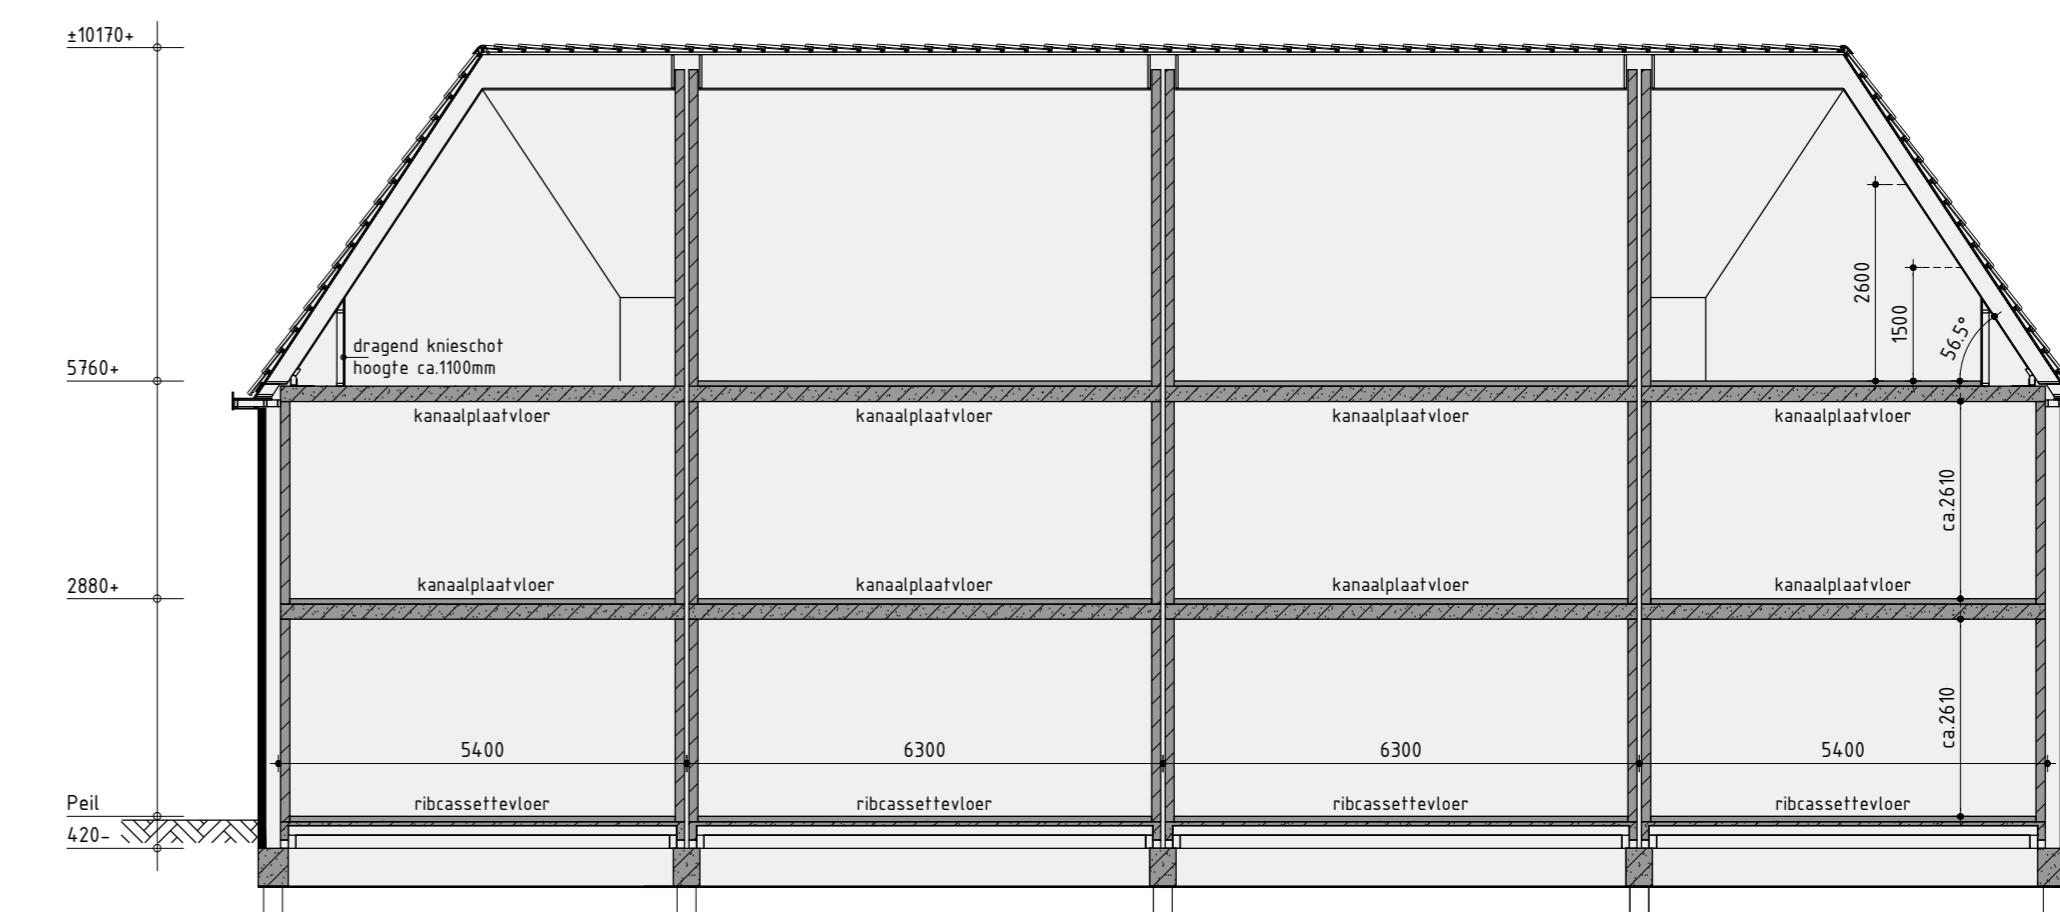 ±10170+
2600
1500
56.5°
dragend knieschot
hoogte ca.1100mm
5760+
kanaalplaatvloer kanaalplaatvloer kanaalplaatvloer kanaalplaatvloer
ca.2610
2880+
kanaalplaatvloer kanaalplaatvloer kanaalplaatvloer kanaalplaatvloer
ca.2610
5400 6300 6300 5400
Peil
ribcassettevloer ribcassettevloer ribcassettevloer ribcassettevloer
420-